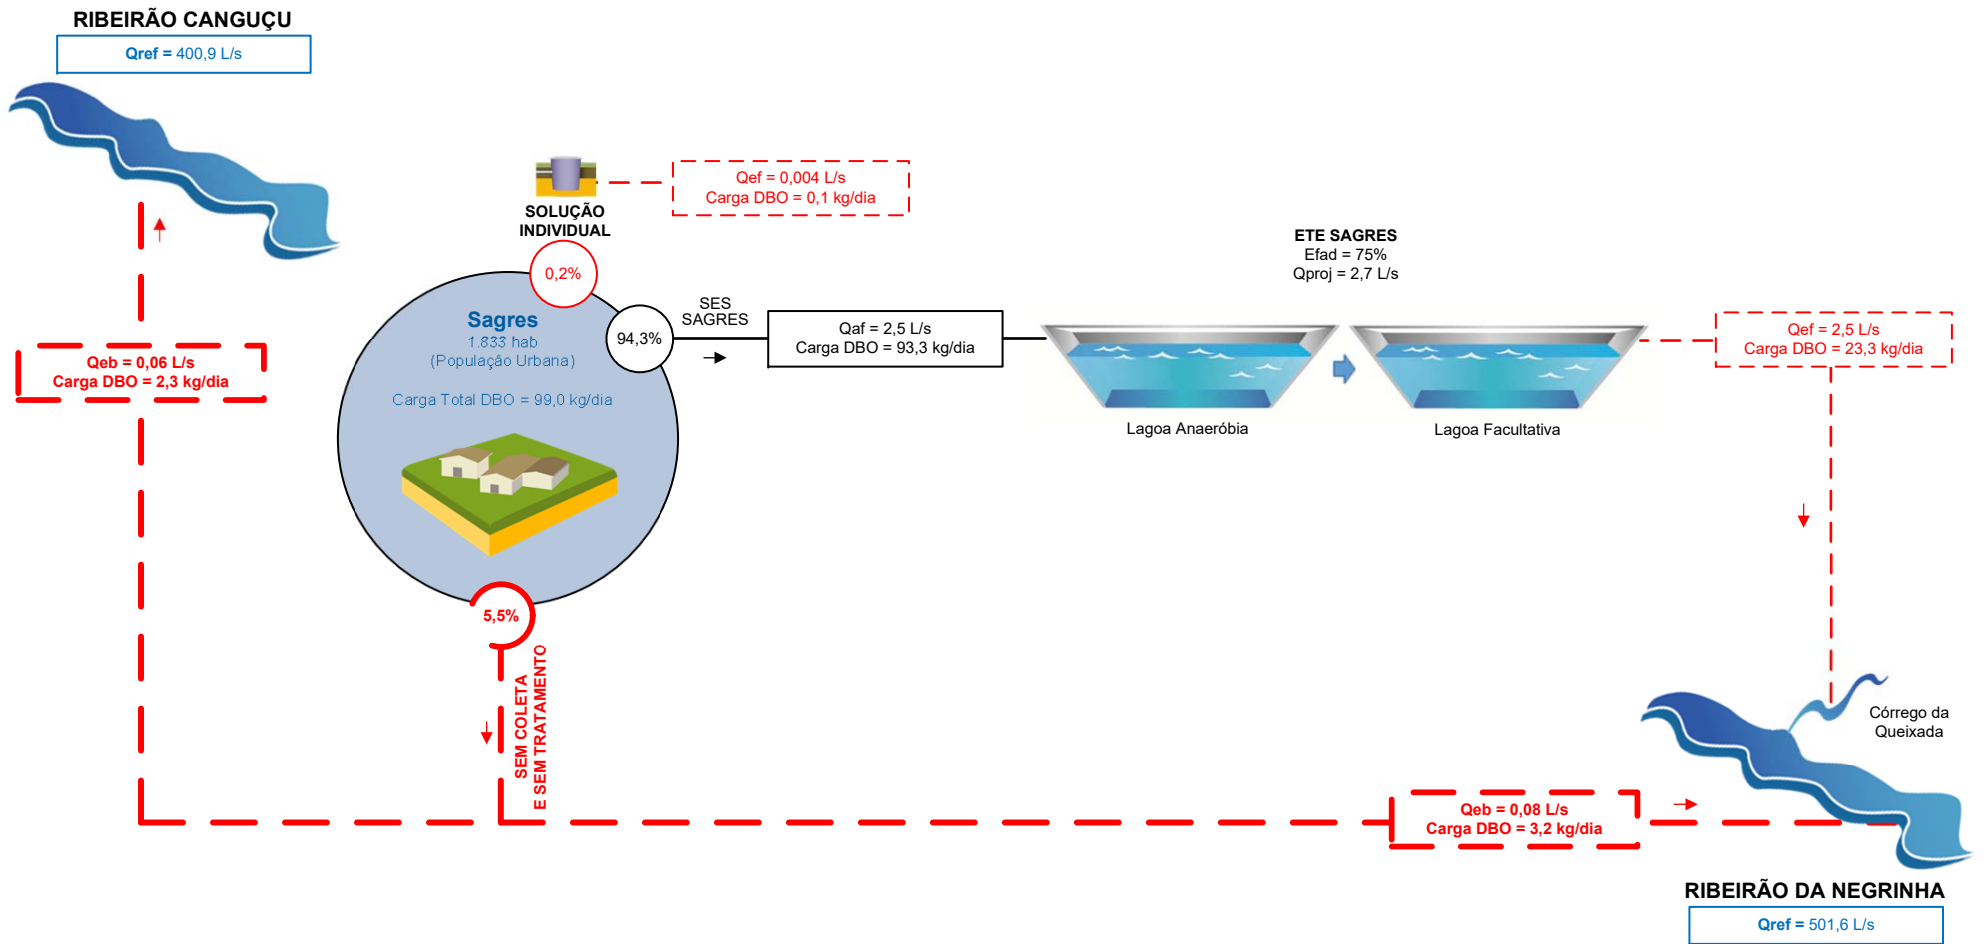 RIBEIRÃO CANGUÇU
Qref = 400,9 L/s
SOLUÇÃO
INDIVIDUAL
Qef = 0,004 L/s
Carga DBO = 0,1 kg/dia
0,2%
ETE SAGRES
Efad = 75%
Qproj = 2,7 L/s
Sagres
1.833 hab
(População Urbana)
Carga Total DBO = 99,0 kg/dia
94,3%
SES
SAGRES
Qaf = 2,5 L/s
Carga DBO = 93,3 kg/dia
Lagoa Anaeróbia
Lagoa Facultativa
Qef = 2,5 L/s
Carga DBO = 23,3 kg/dia
Qeb = 0,06 L/s
Carga DBO = 2,3 kg/dia
5,5%
SEM COLETA
E SEM TRATAMENTO
Córrego da
Queixada
Qeb = 0,08 L/s
Carga DBO = 3,2 kg/dia
RIBEIRÃO DA NEGRINHA
Qref = 501,6 L/s